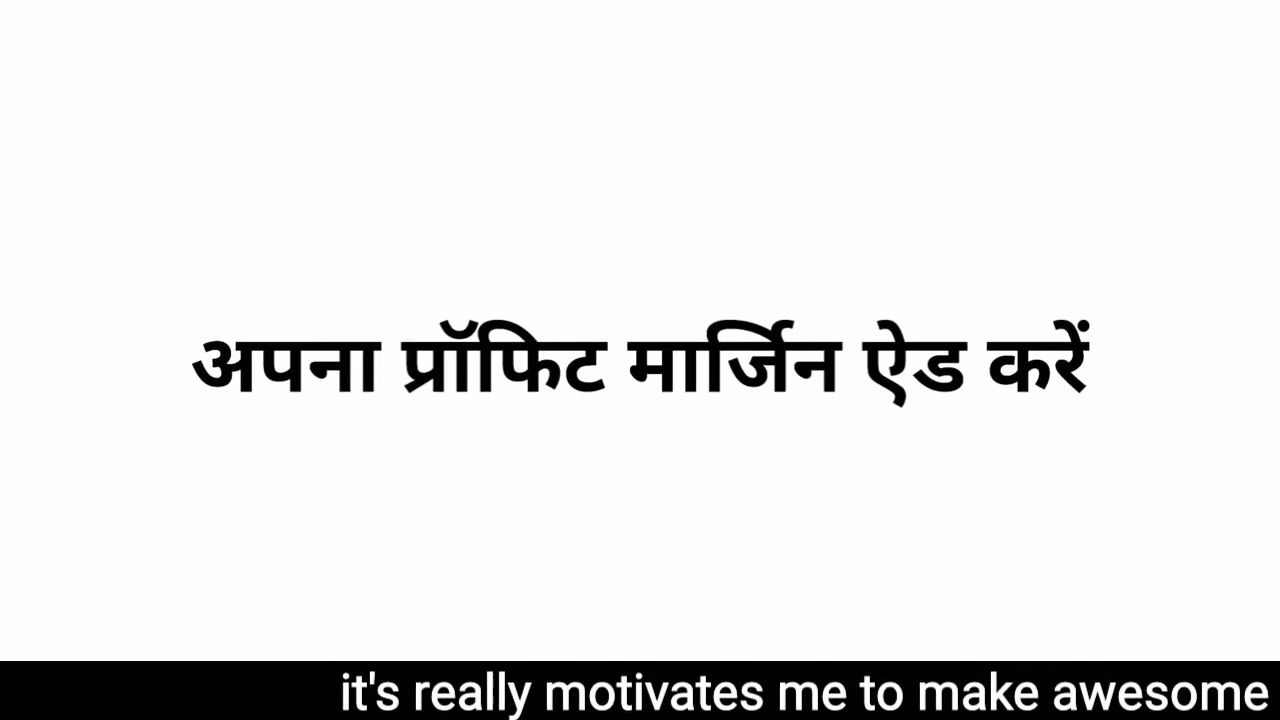 अपना प्रॉफिट मार्जिन ऐड करें
it's really motivates me to make awesome